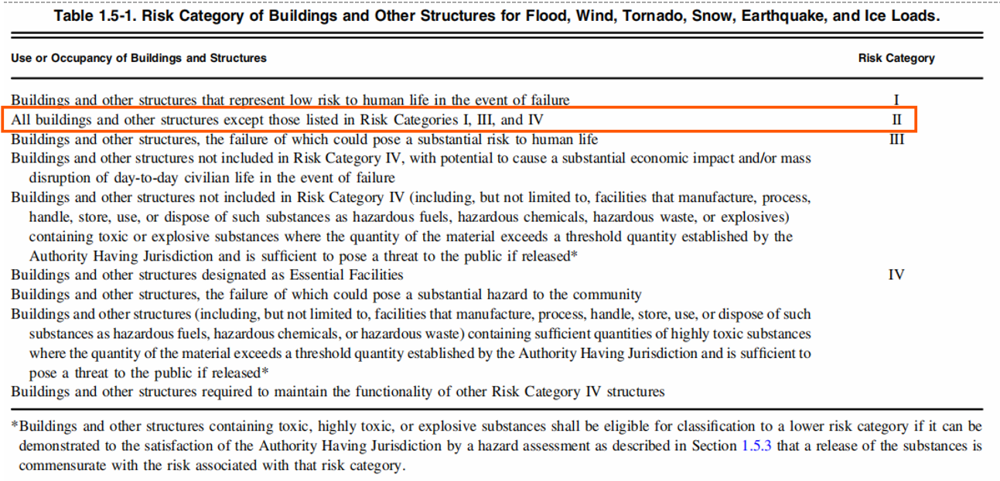 Table 1.5-1. Risk Category of Buildings and Other Structures for Flood, Wind, Tornado, Snow, Earthquake, and Ice Loads.
Use or Occupancy of Buildings and Structures Risk Category
Buildings and other structures that represent low risk to human life in the event of failure I
All buildings and other structures except those listed in Risk Categories I, III, and IV II
Buildings and other structures, the failure of which could pose a substantial risk to human life III
Buildings and other structures not included in Risk Category IV, with potential to cause a substantial economic impact and/or mass
disruption of day-to-day civilian life in the event of failure
Buildings and other structures not included in Risk Category IV (including, but not limited to, facilities that manufacture, process,
handle, store, use, or dispose of such substances as hazardous fuels, hazardous chemicals, hazardous waste, or explosives)
containing toxic or explosive substances where the quantity of the material exceeds a threshold quantity established by the
Authority Having Jurisdiction and is sufficient to pose a threat to the public if released*
Buildings and other structures designated as Essential Facilities IV
Buildings and other structures, the failure of which could pose a substantial hazard to the community
Buildings and other structures (including, but not limited to, facilities that manufacture, process, handle, store, use, or dispose of such
substances as hazardous fuels, hazardous chemicals, or hazardous waste) containing sufficient quantities of highly toxic substances
where the quantity of the material exceeds a threshold quantity established by the Authority Having Jurisdiction and is sufficient to
pose a threat to the public if released*
Buildings and other structures required to maintain the functionality of other Risk Category IV structures
*Buildings and other structures containing toxic, highly toxic, or explosive substances shall be eligible for classification to a lower risk category if it can be
demonstrated to the satisfaction of the Authority Having Jurisdiction by a hazard assessment as described in Section 1.5.3 that a release of the substances is
commensurate with the risk associated with that risk category.